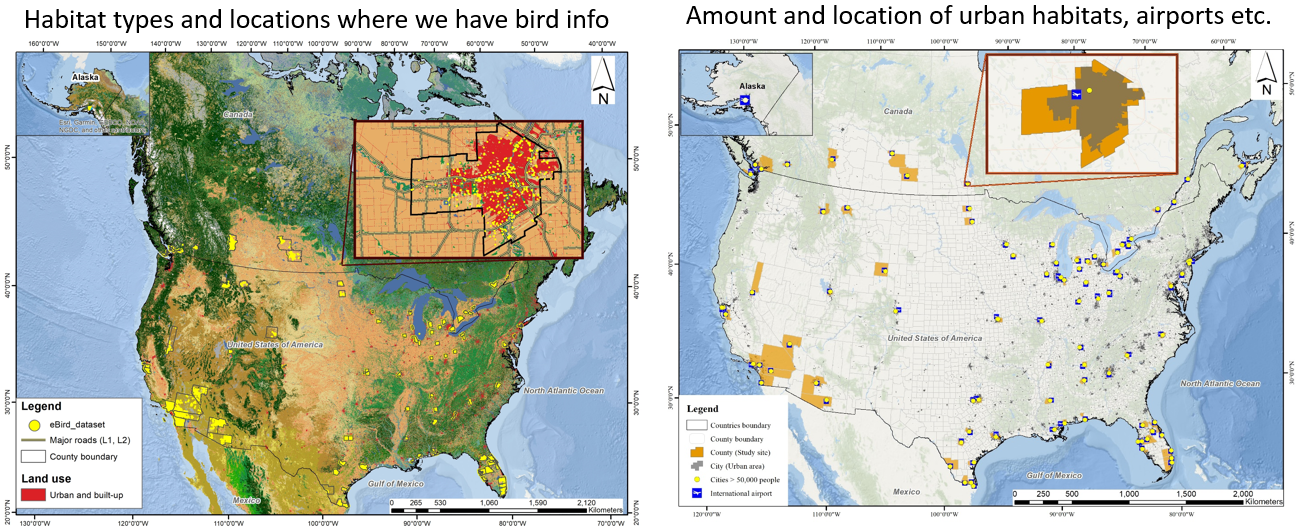 Habitat types and locations where we have bird info
160°0'0"W 150°0'0"W 140°0'0"W 130°0'0"W 120°0'0"W 110°0'0"W 100°0'0"W 90°0'0"W 80°0'0"W 70°0'0"W 60°0'0"W 50°0'0"W 40°0'0"W
Alaska
Canada
N
50°0'0"N
40°0'0"N
30°0'0"N
20°0'0"N
United States of America
North Atlantic Ocean
Gulf of Mexico
Mexico
Legend
eBird_dataset
Major roads (L1, L2)
County boundary
Land use
Urban and built-up
0 265 530 1,060 1,590 2,120
Kilometers
130°0'0"W 120°0'0"W 110°0'0"W 100°0'0"W 90°0'0"W 80°0'0"W 70°0'0"W
Amount and location of urban habitats, airports etc.
130°0'0"W 120°0'0"W 110°0'0"W 100°0'0"W 90°0'0"W 80°0'0"W 70°0'0"W 60°0'0"W
Alaska
Canada
N
50°0'0"N
40°0'0"N
30°0'0"N
United States of America
North Atlantic Ocean
Gulf of Mexico
Mexico
Legend
Countries boundary
County boundary
County (Study site)
City (Urban area)
Cities > 50,000 people
International airport
0 250 500 1,000 1,500 2,000
Kilometers
120°0'0"W 110°0'0"W 100°0'0"W 90°0'0"W 80°0'0"W